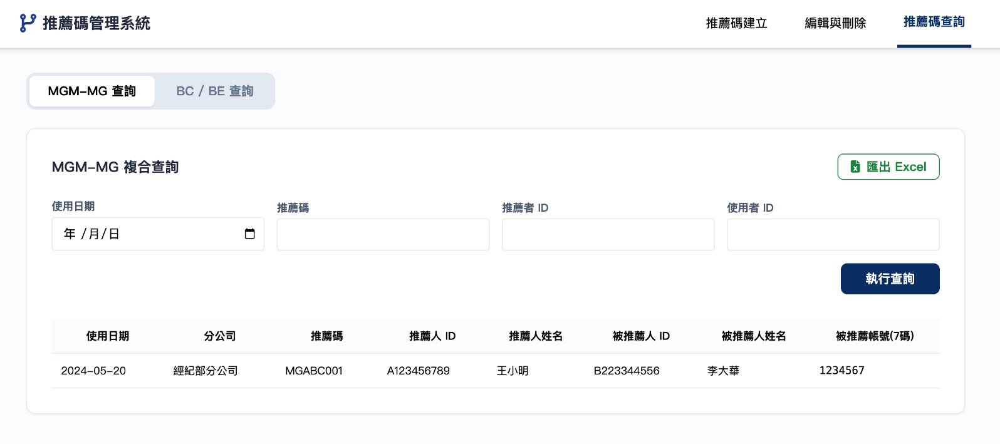 推薦碼管理系統
推薦碼建立
編輯與刪除
推薦碼查詢
MGM-MG 查詢
BC / BE 查詢
MGM-MG 複合查詢
匯出 Excel
使用日期
推薦碼
推薦者 ID
使用者 ID
年 /月/日
執行查詢
使用日期 分公司 推薦碼 推薦人 ID 推薦人姓名 被推薦人 ID 被推薦人姓名 被推薦帳號(7碼)
2024-05-20 經紀部分公司 MGABC001 A123456789 王小明 B223344556 李大華 1234567